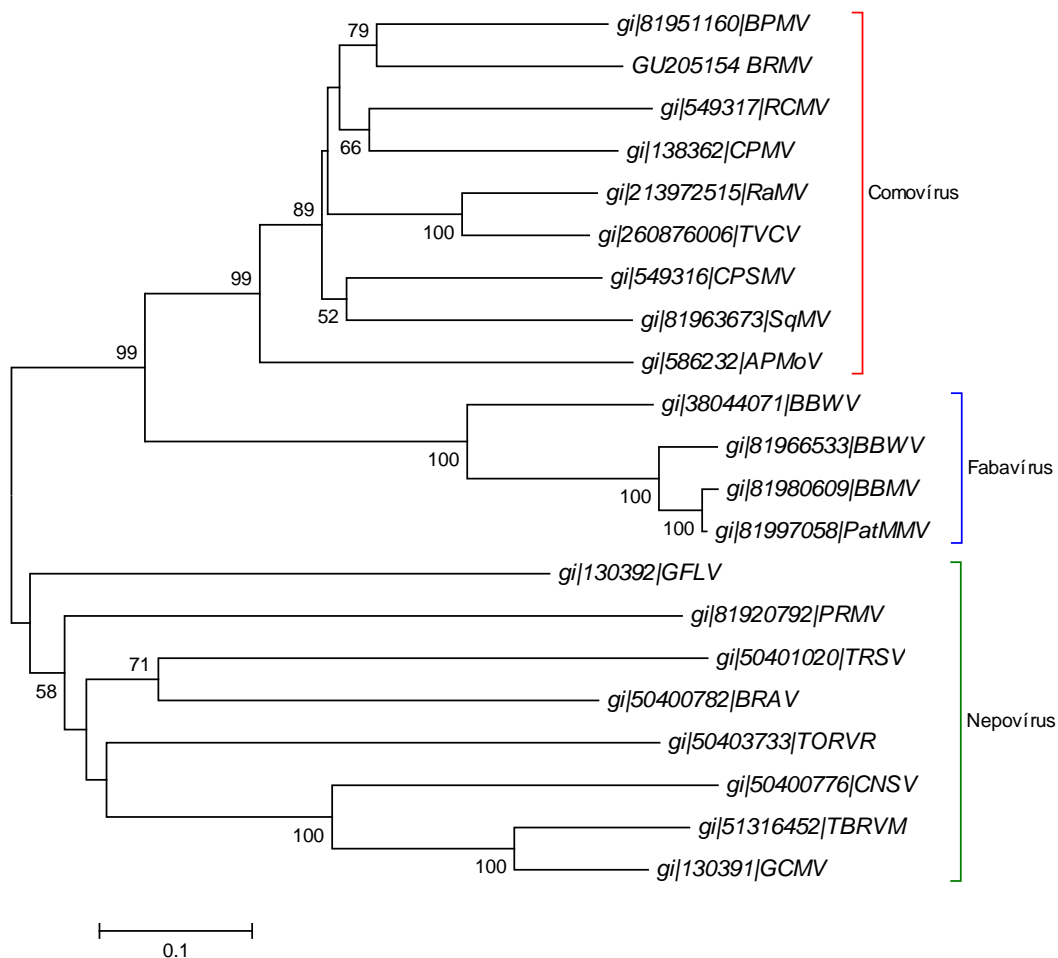 gi|81951160|BPMV
GU205154 BRMV
gi|549317|RCMV
gi|138362|CPMV
gi|213972515|RaMV
gi|260876006|TVCV
gi|549316|CPSMV
gi|81963673|SqMV
gi|586232|APMoV
gi|38044071|BBWV
gi|81966533|BBWV
gi|81980609|BBMV
gi|81997058|PatMMV
gi|130392|GFLV
gi|81920792|PRMV
gi|50401020|TRSV
gi|50400782|BRAV
gi|50403733|TORVR
gi|50400776|CNSV
gi|51316452|TBRVM
gi|130391|GCMV
79
66
100
89
52
99
99
100
100
100
58
71
100
100
Comovírus
Fabavírus
Nepovírus
0.1